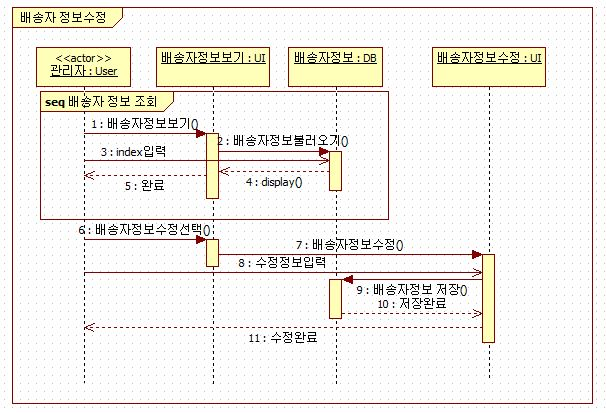 배송자 정보수정
<<actor>>
관리자 : User
배송자정보보기 : UI
배송자정보 : DB
배송자정보수정 : UI
seq 배송자 정보 조회
1 : 배송자정보보기()
2 : 배송자정보불러오기()
3 : index입력
4 : display()
5 : 완료
6 : 배송자정보수정선택()
7 : 배송자정보수정()
8 : 수정정보입력
9 : 배송자정보 저장()
10 : 저장완료
11 : 수정완료